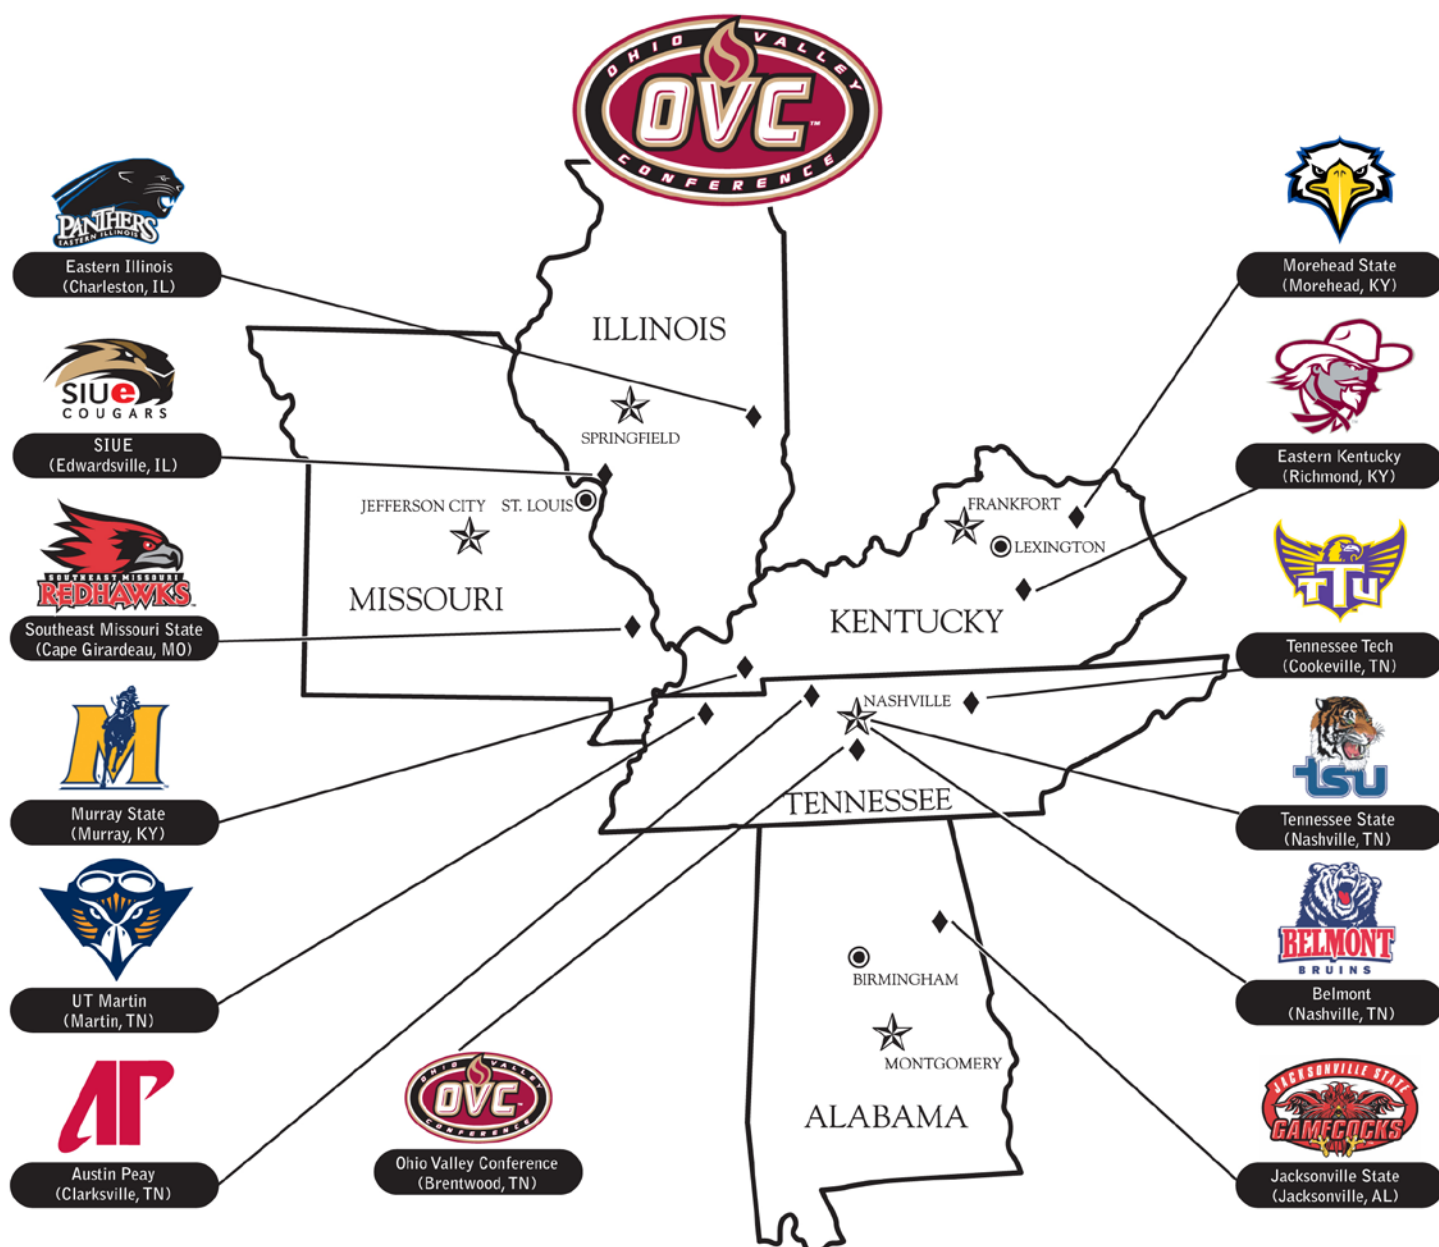 OHIO VALLEY
OVC
™
CONFERENCE
PANTHERS
EASTERN ILLINOIS
Eastern Illinois
(Charleston, IL)
SIUe
COUGARS
SIUE
(Edwardsville, IL)
SOUTHEAST MISSOURI
REDHAWKS
Southeast Missouri State
(Cape Girardeau, MO)
M
Murray State
(Murray, KY)
UT Martin
(Martin, TN)
AP
Austin Peay
(Clarksville, TN)
OHIO VALLEY
OVC
CONFERENCE
Ohio Valley Conference
(Brentwood, TN)
ILLINOIS
SPRINGFIELD
JEFFERSON CITY
ST. LOUIS
MISSOURI
FRANKFORT
LEXINGTON
KENTUCKY
NASHVILLE
TENNESSEE
BIRMINGHAM
MONTGOMERY
ALABAMA
Morehead State
(Morehead, KY)
Eastern Kentucky
(Richmond, KY)
TTU
Tennessee Tech
(Cookeville, TN)
tsu
Tennessee State
(Nashville, TN)
BELMONT
BRUINS
Belmont
(Nashville, TN)
JACKSONVILLE STATE
GAMECOCKS
Jacksonville State
(Jacksonville, AL)